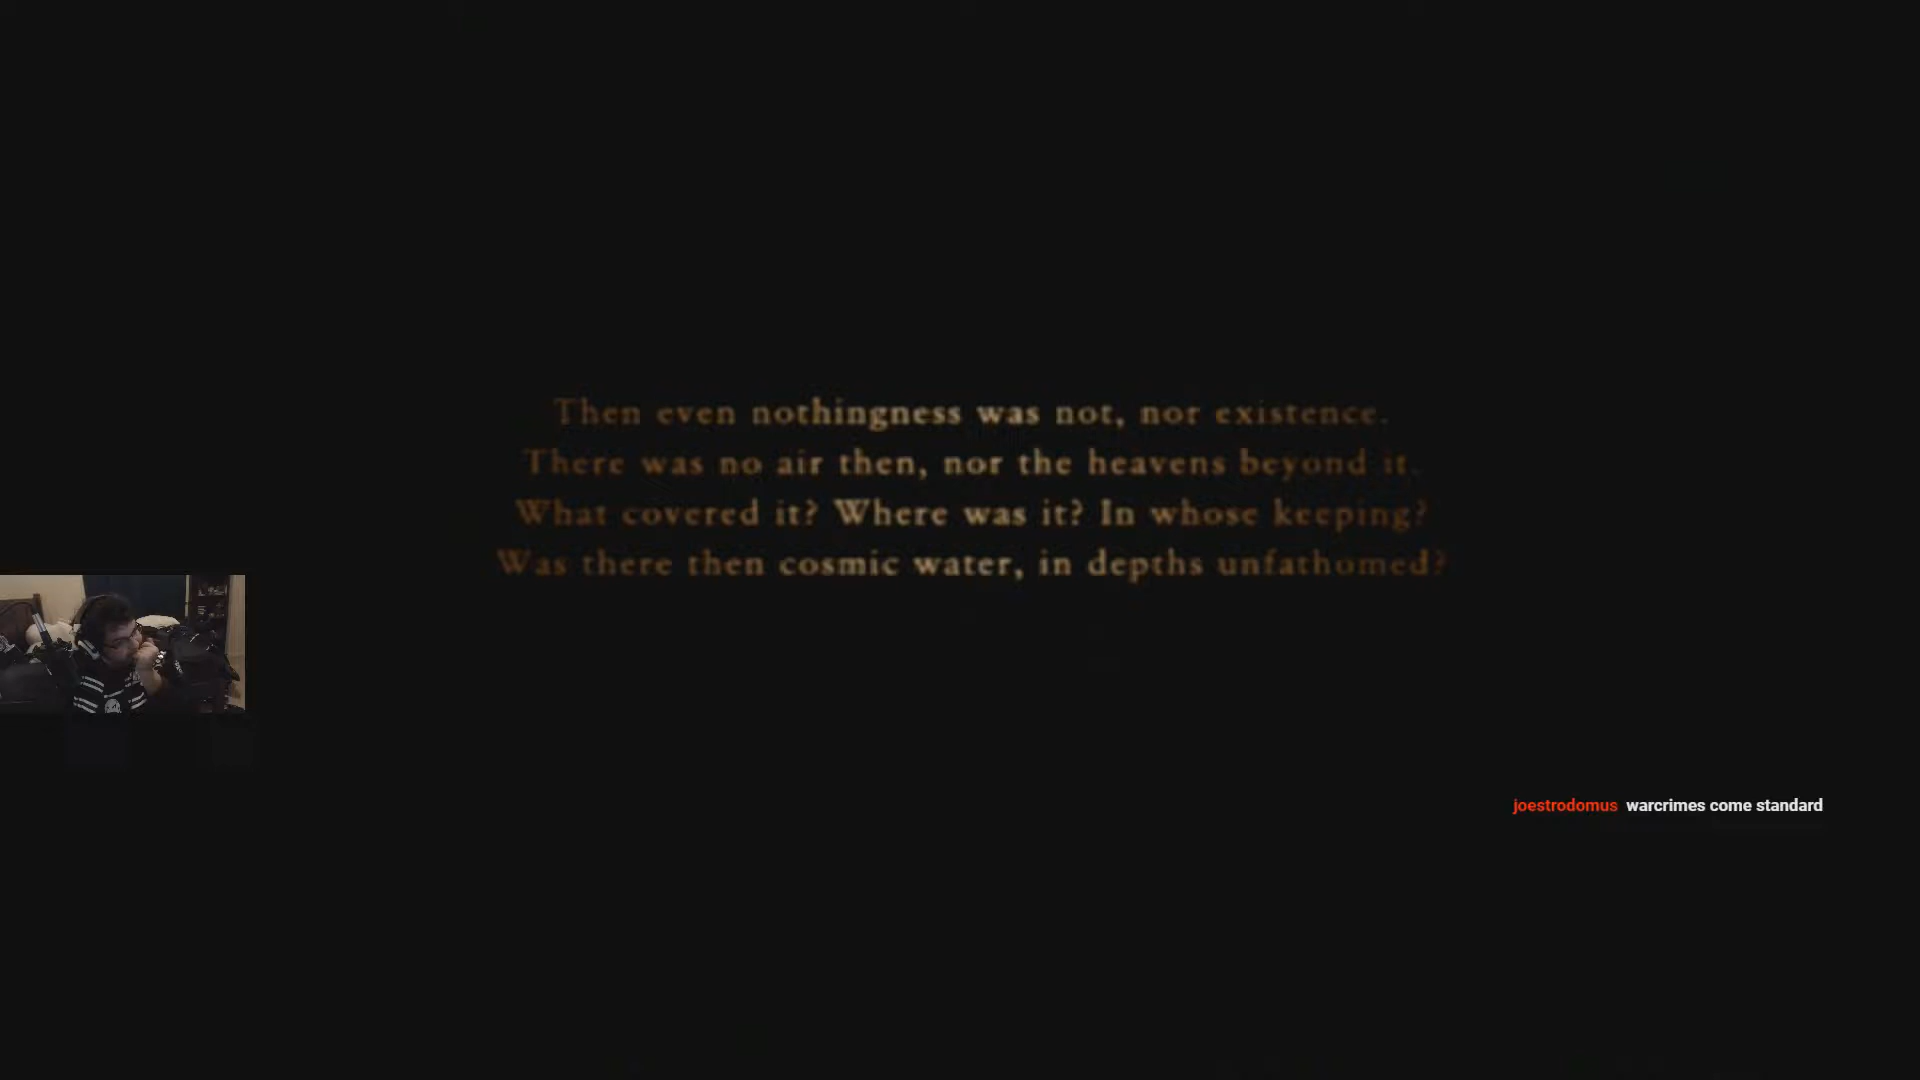 Then even nothingness was not, nor existence.
There was no air then, nor the heavens beyond it.
What covered it? Where was it? In whose keeping?
Was there then cosmic water, in depths unfathomed?
joestrodomus warcrimes come standard